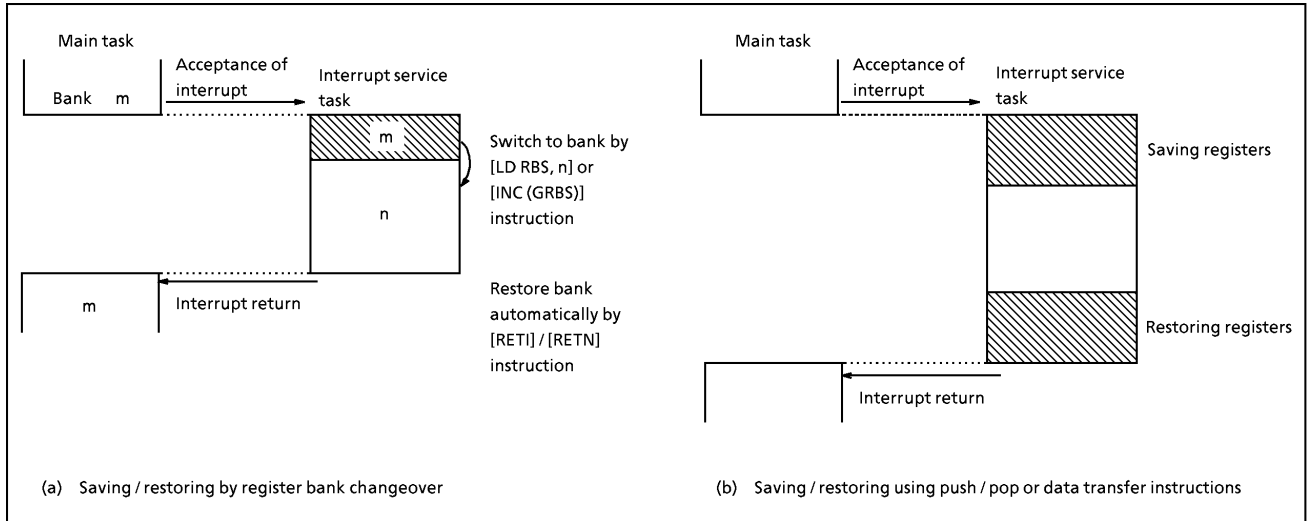 Main task
Acceptance of
interrupt
Interrupt service
task
Bank m
m
Switch to bank by
[LD RBS, n] or
[INC (GRBS)]
instruction
n
Restore bank
automatically by
[RETI] / [RETN]
instruction
m
Interrupt return
(a) Saving / restoring by register bank changeover
Main task
Acceptance of
interrupt
Interrupt service
task
Saving registers
Restoring registers
Interrupt return
(b) Saving / restoring using push / pop or data transfer instructions